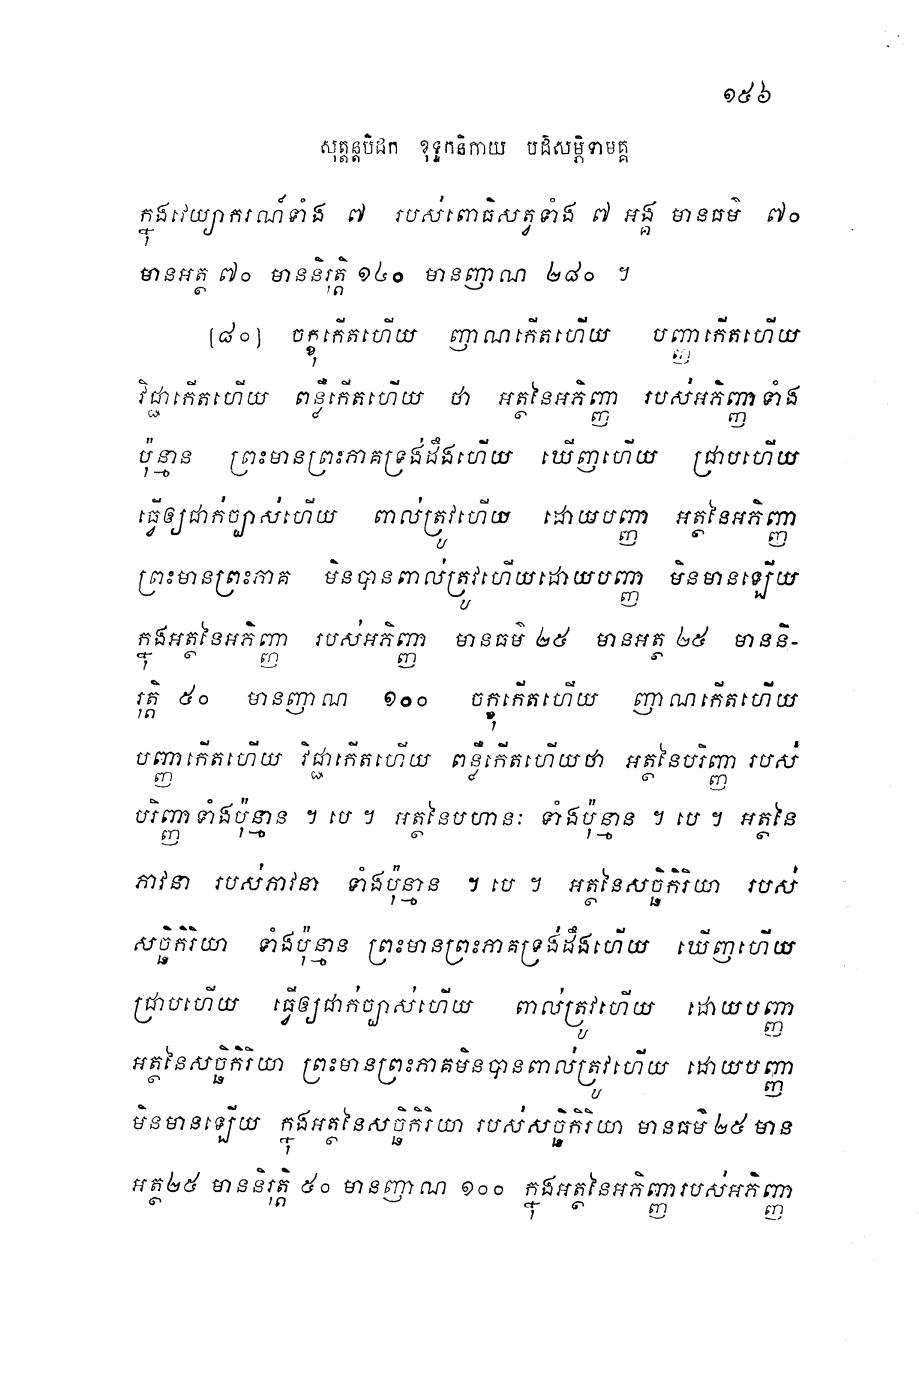 ១៥៦
សុត្តន្តបិដក ខុទ្ទកនិកាយ បដិសម្ភិទាមគ្គ
ក្នុងវេយ្យាករណ៍ទាំង ៧ របស់ពោធិសត្វទាំង ៧ អង្គ មានធម៌ ៧០
មានអត្ថ ៧០ មាននិរុត្តិ ១៤០ មានញាណ ២៨០ ។
[៨០] ចក្ខុកើតហើយ ញាណកើតហើយ បញ្ញាកើតហើយ
វិជ្ជាកើតហើយ ពន្លឺកើតហើយ ថា អត្ថនៃអភិញ្ញា របស់អភិញ្ញាទាំង
ប៉ុន្មាន ព្រះមានព្រះភាគទ្រង់ដឹងហើយ ឃើញហើយ ជ្រាបហើយ
ធ្វើឲ្យជាក់ច្បាស់ហើយ ពាល់ត្រូវហើយ ដោយបញ្ញា អត្ថនៃអភិញ្ញា
ព្រះមានព្រះភាគ មិនបានពាល់ត្រូវហើយដោយបញ្ញា មិនមានឡើយ
ក្នុងអត្ថនៃអភិញ្ញា របស់អភិញ្ញា មានធម៌ ២៥ មានអត្ថ ២៥ មាននិ-
រុត្តិ ៥០ មានញាណ ១០០ ចក្ខុកើតហើយ ញាណកើតហើយ
បញ្ញាកើតហើយ វិជ្ជាកើតហើយ ពន្លឺកើតហើយថា អត្ថនៃបរិញ្ញា របស់
បរិញ្ញាទាំងប៉ុន្មាន ។ បេ ។ អត្ថនៃបហានៈ ទាំងប៉ុន្មាន ។ បេ ។ អត្ថនៃ
ភាវនា របស់ភាវនា ទាំងប៉ុន្មាន ។ បេ ។ អត្ថនៃសច្ឆិកិរិយា របស់
សច្ឆិកិរិយា ទាំងប៉ុន្មាន ព្រះមានព្រះភាគទ្រង់ដឹងហើយ ឃើញហើយ
ជ្រាបហើយ ធ្វើឲ្យជាក់ច្បាស់ហើយ ពាល់ត្រូវហើយ ដោយបញ្ញា
អត្ថនៃសច្ឆិកិរិយា ព្រះមានព្រះភាគមិនបានពាល់ត្រូវហើយ ដោយបញ្ញា
មិនមានឡើយ ក្នុងអត្ថនៃសច្ឆិកិរិយា របស់សច្ឆិកិរិយា មានធម៌ ២៥ មាន
អត្ថ២៥ មាននិរុត្តិ ៥០ មានញាណ ១០០ ក្នុងអត្ថនៃអភិញ្ញារបស់អភិញ្ញា